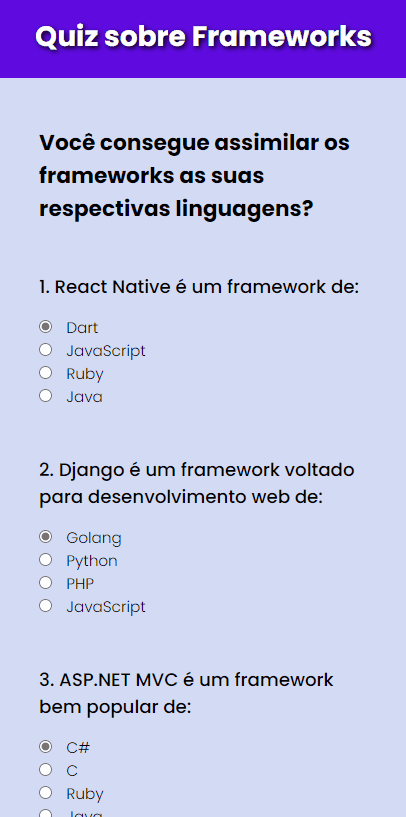 Quiz sobre Frameworks
Você consegue assimilar os
frameworks as suas
respectivas linguagens?
1. React Native é um framework de:
Dart
JavaScript
Ruby
Java
2. Django é um framework voltado
para desenvolvimento web de:
Golang
Python
PHP
JavaScript
3. ASP.NET MVC é um framework
bem popular de:
C#
C
Ruby
Java